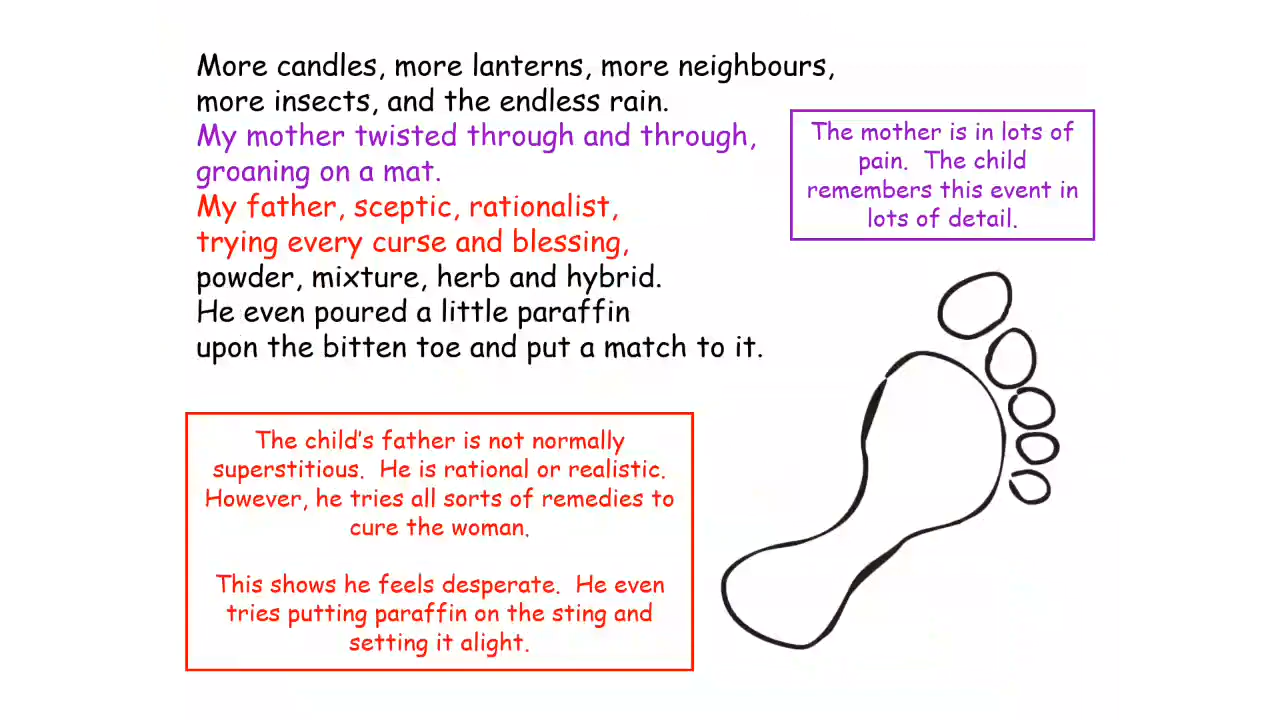 More candles, more lanterns, more neighbours,
more insects, and the endless rain.
My mother twisted through and through,
groaning on a mat.
My father, sceptic, rationalist,
trying every curse and blessing,
powder, mixture, herb and hybrid.
He even poured a little paraffin
upon the bitten toe and put a match to it.
The mother is in lots of
pain.  The child
remembers this event in
lots of detail.
The child's father is not normally
superstitious.  He is rational or realistic.
However, he tries all sorts of remedies to
cure the woman.
This shows he feels desperate.  He even
tries putting paraffin on the sting and
setting it alight.